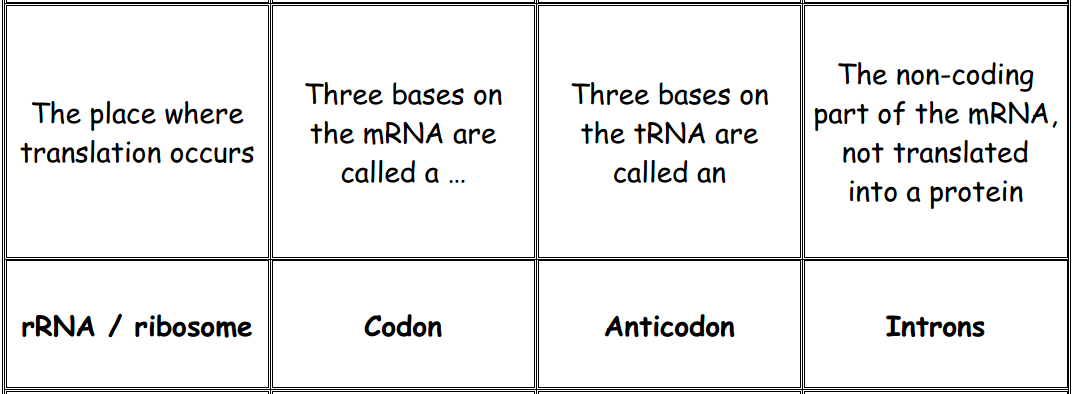 The place where
translation occurs
Three bases on
the mRNA are
called a ...
Three bases on
the tRNA are
called an
The non-coding
part of the mRNA,
not translated
into a protein
rRNA / ribosome
Codon
Anticodon
Introns